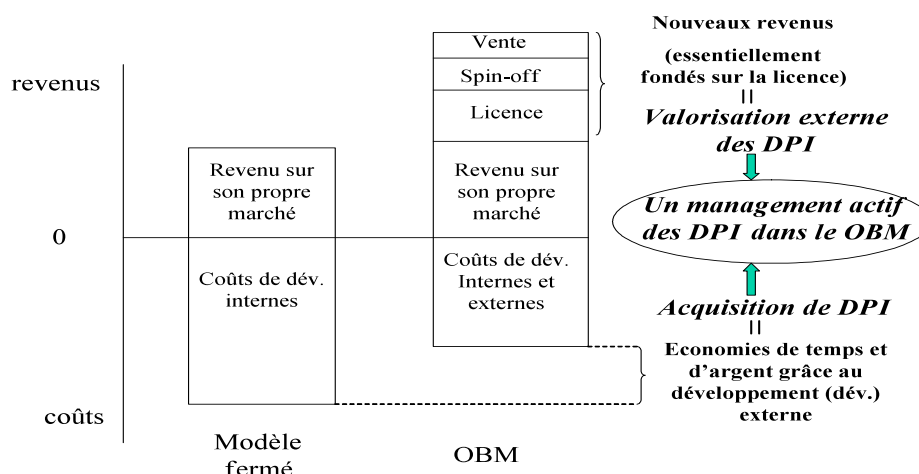 revenus
0
coûts
Revenu sur
son propre
marché
Coûts de dév.
internes
Modèle
fermé
Vente
Spin-off
Licence
Revenu sur
son propre
marché
Coûts de dév.
Internes et
externes
OBM
Nouveaux revenus
(essentiellement
fondés sur la licence)
=
Valorisation externe
des DPI
Un management actif
des DPI dans le OBM
Acquisition de DPI
=
Economies de temps et
d'argent grâce au
développement (dév.)
externe